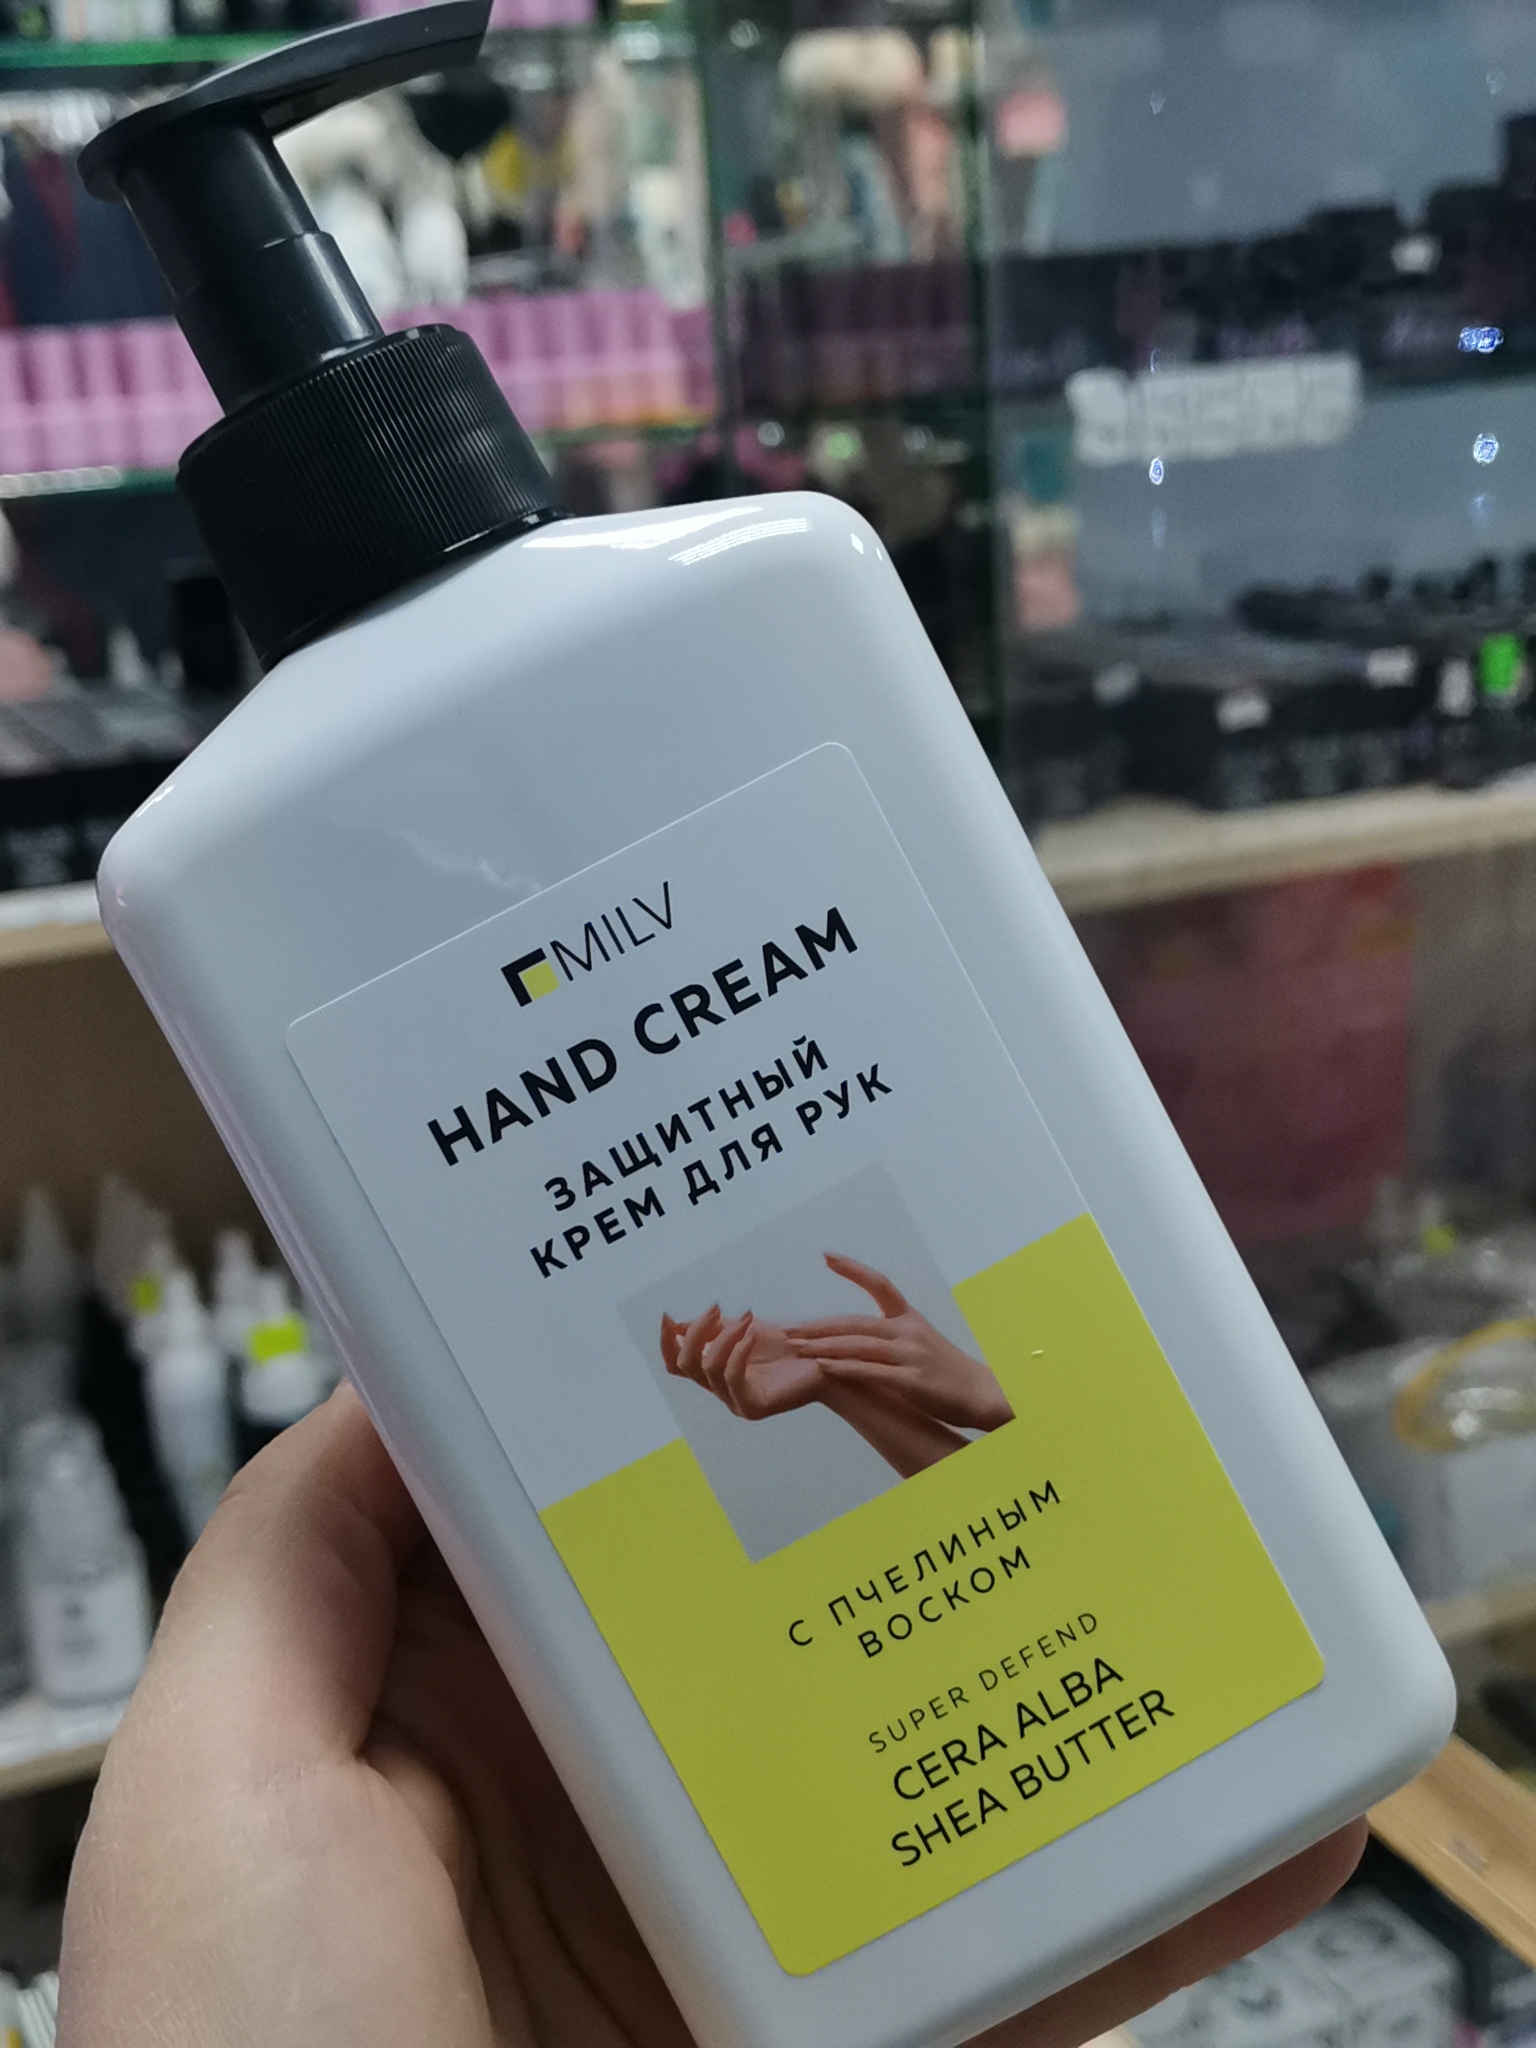 MILV
HAND CREAM
ЗАЩИТНЫЙ
КРЕМ ДЛЯ РУК
С ПЧЕЛИНЫМ
ВОСКОМ
SUPER DEFEND
CERA ALBA
SHEA BUTTER